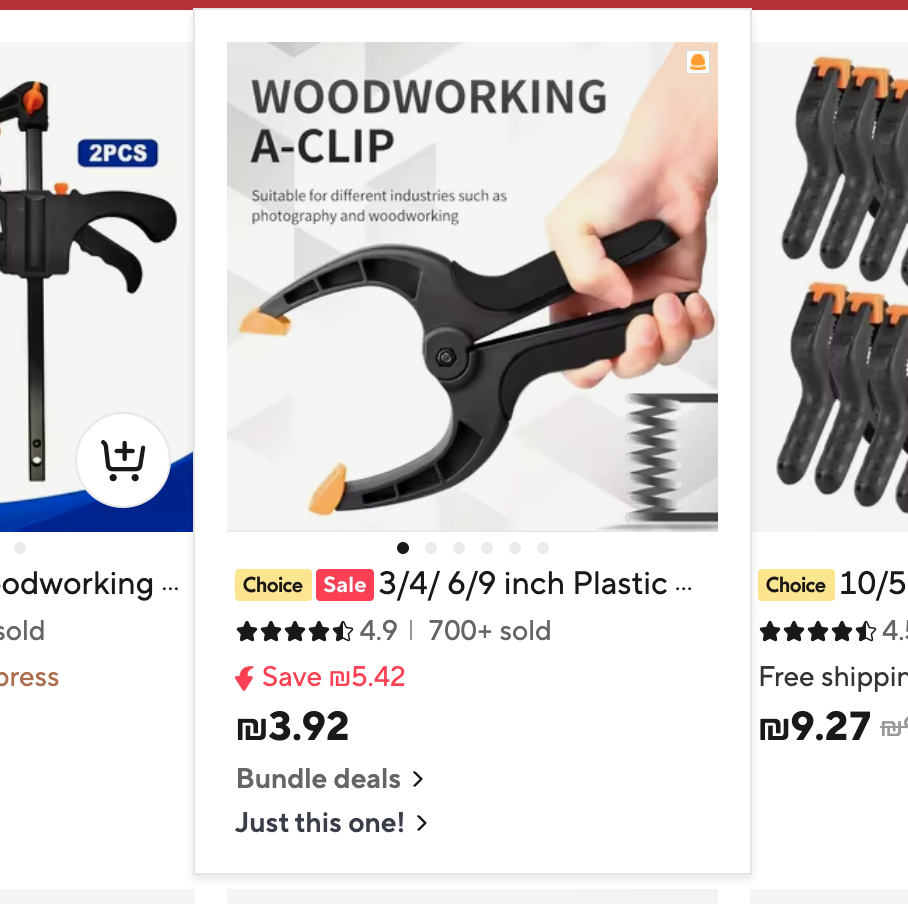 2PCS
oodworking ...
sold
press
WOODWORKING
A-CLIP
Suitable for different industries such as
photography and woodworking
Choice Sale 3/4/ 6/9 inch Plastic ...
4.9 | 700+ sold
Save ₪5.42
₪3.92
Bundle deals >
Just this one! >
Choice 10/5
4.5
Free shippin
₪9.27 ₪